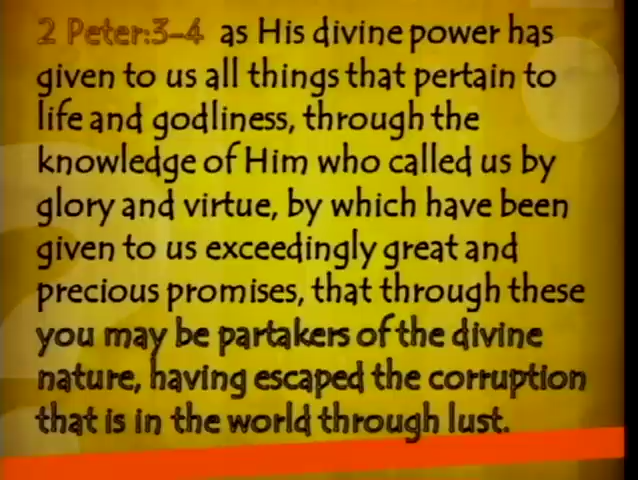 2 Peter:3-4 as His divine power has
given to us all things that pertain to
life and godliness, through the
knowledge of Him who called us by
glory and virtue, by which have been
given to us exceedingly great and
precious promises, that through these
you may be partakers of the divine
nature, having escaped the corruption
that is in the world through lust.